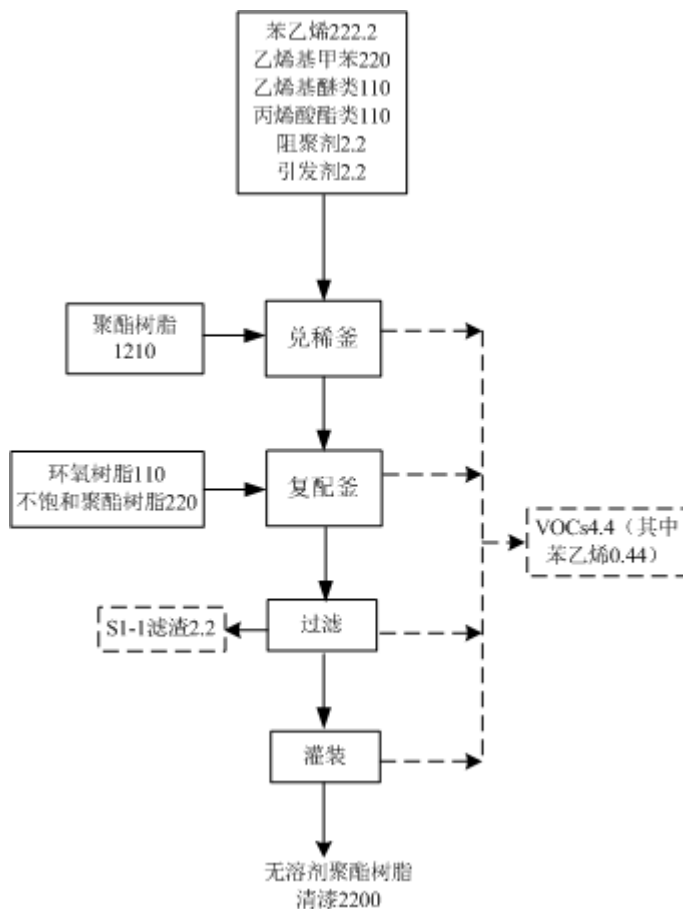 苯乙烯222.2
乙烯基甲苯220
乙烯基醚类110
丙烯酸酯类110
阻聚剂2.2
引发剂2.2
聚酯树脂
1210
兑稀釜
环氧树脂110
不饱和聚酯树脂220
复配釜
VOCs4.4（其中
苯乙烯0.44）
S1-1滤渣2.2
过滤
灌装
无溶剂聚酯树脂
清漆2200